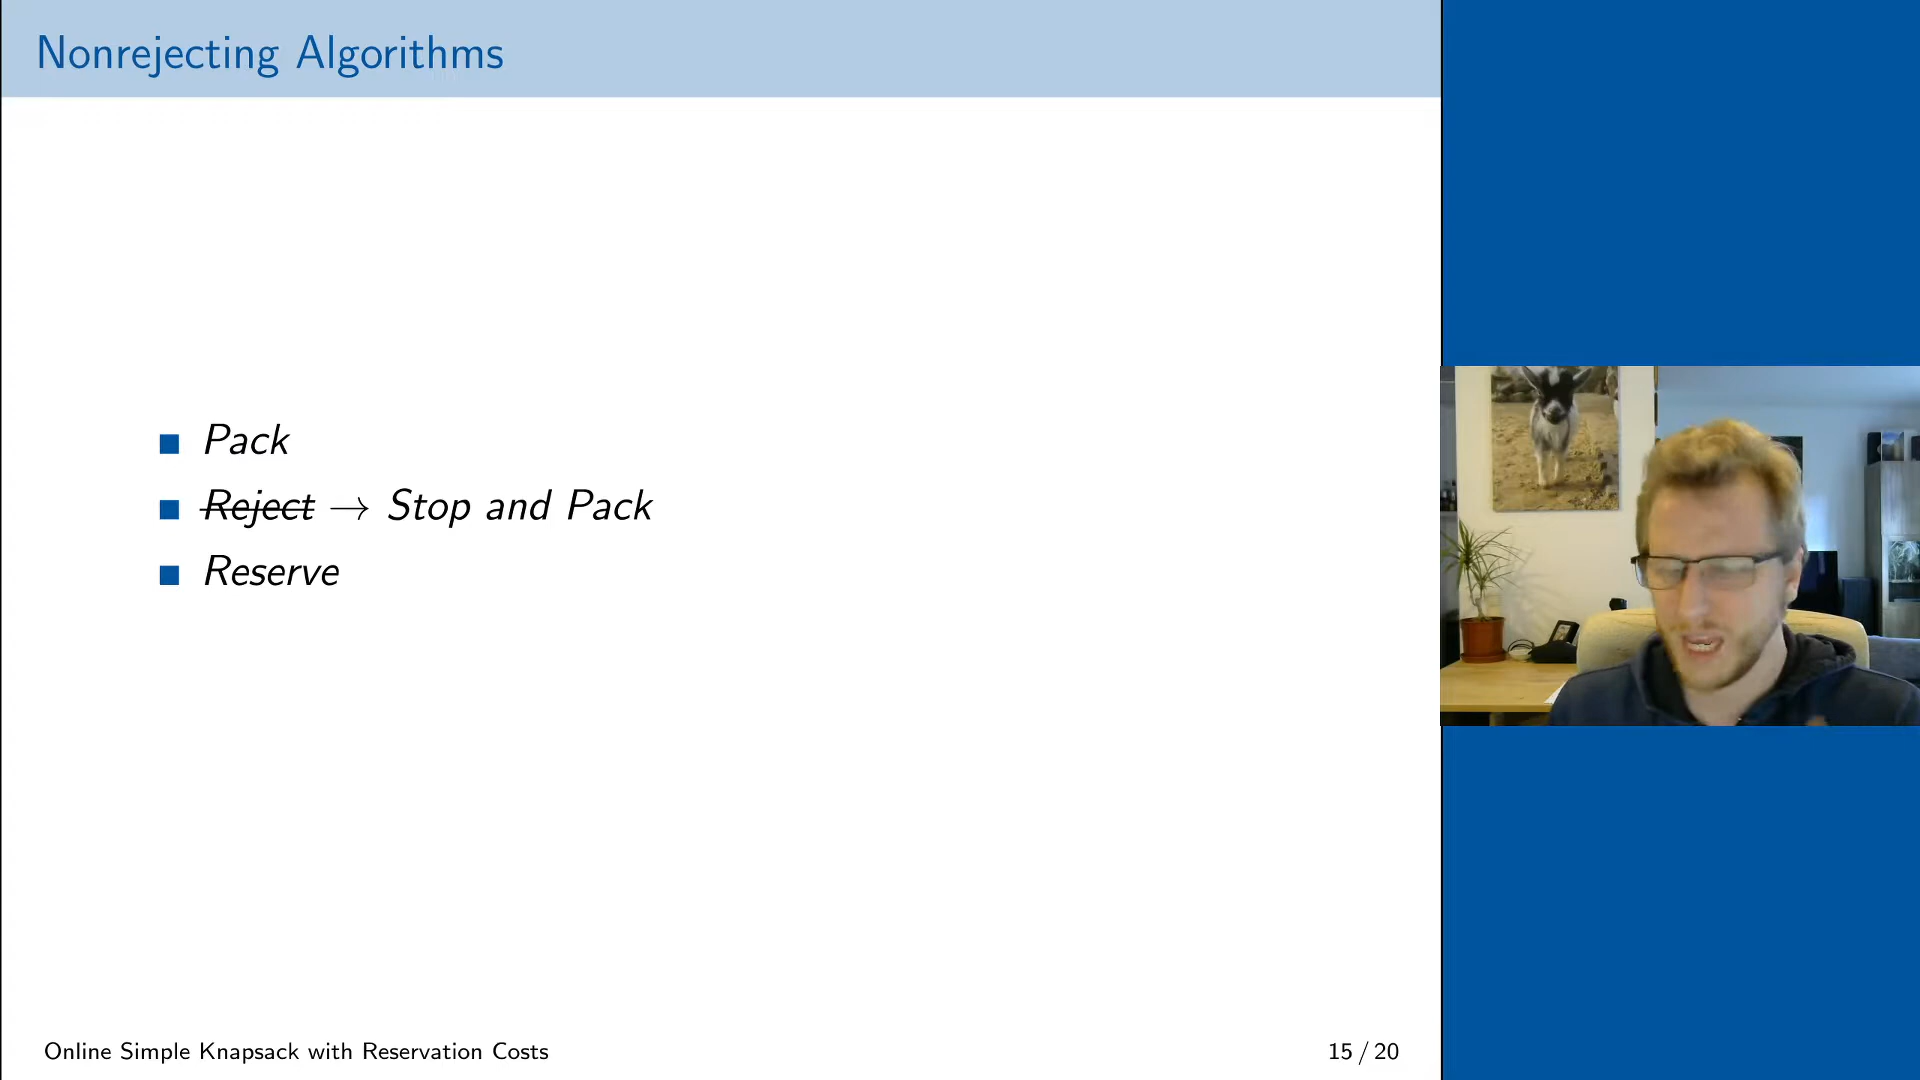 Nonrejecting Algorithms
Pack
Reject → Stop and Pack
Reserve
Online Simple Knapsack with Reservation Costs
15 / 20